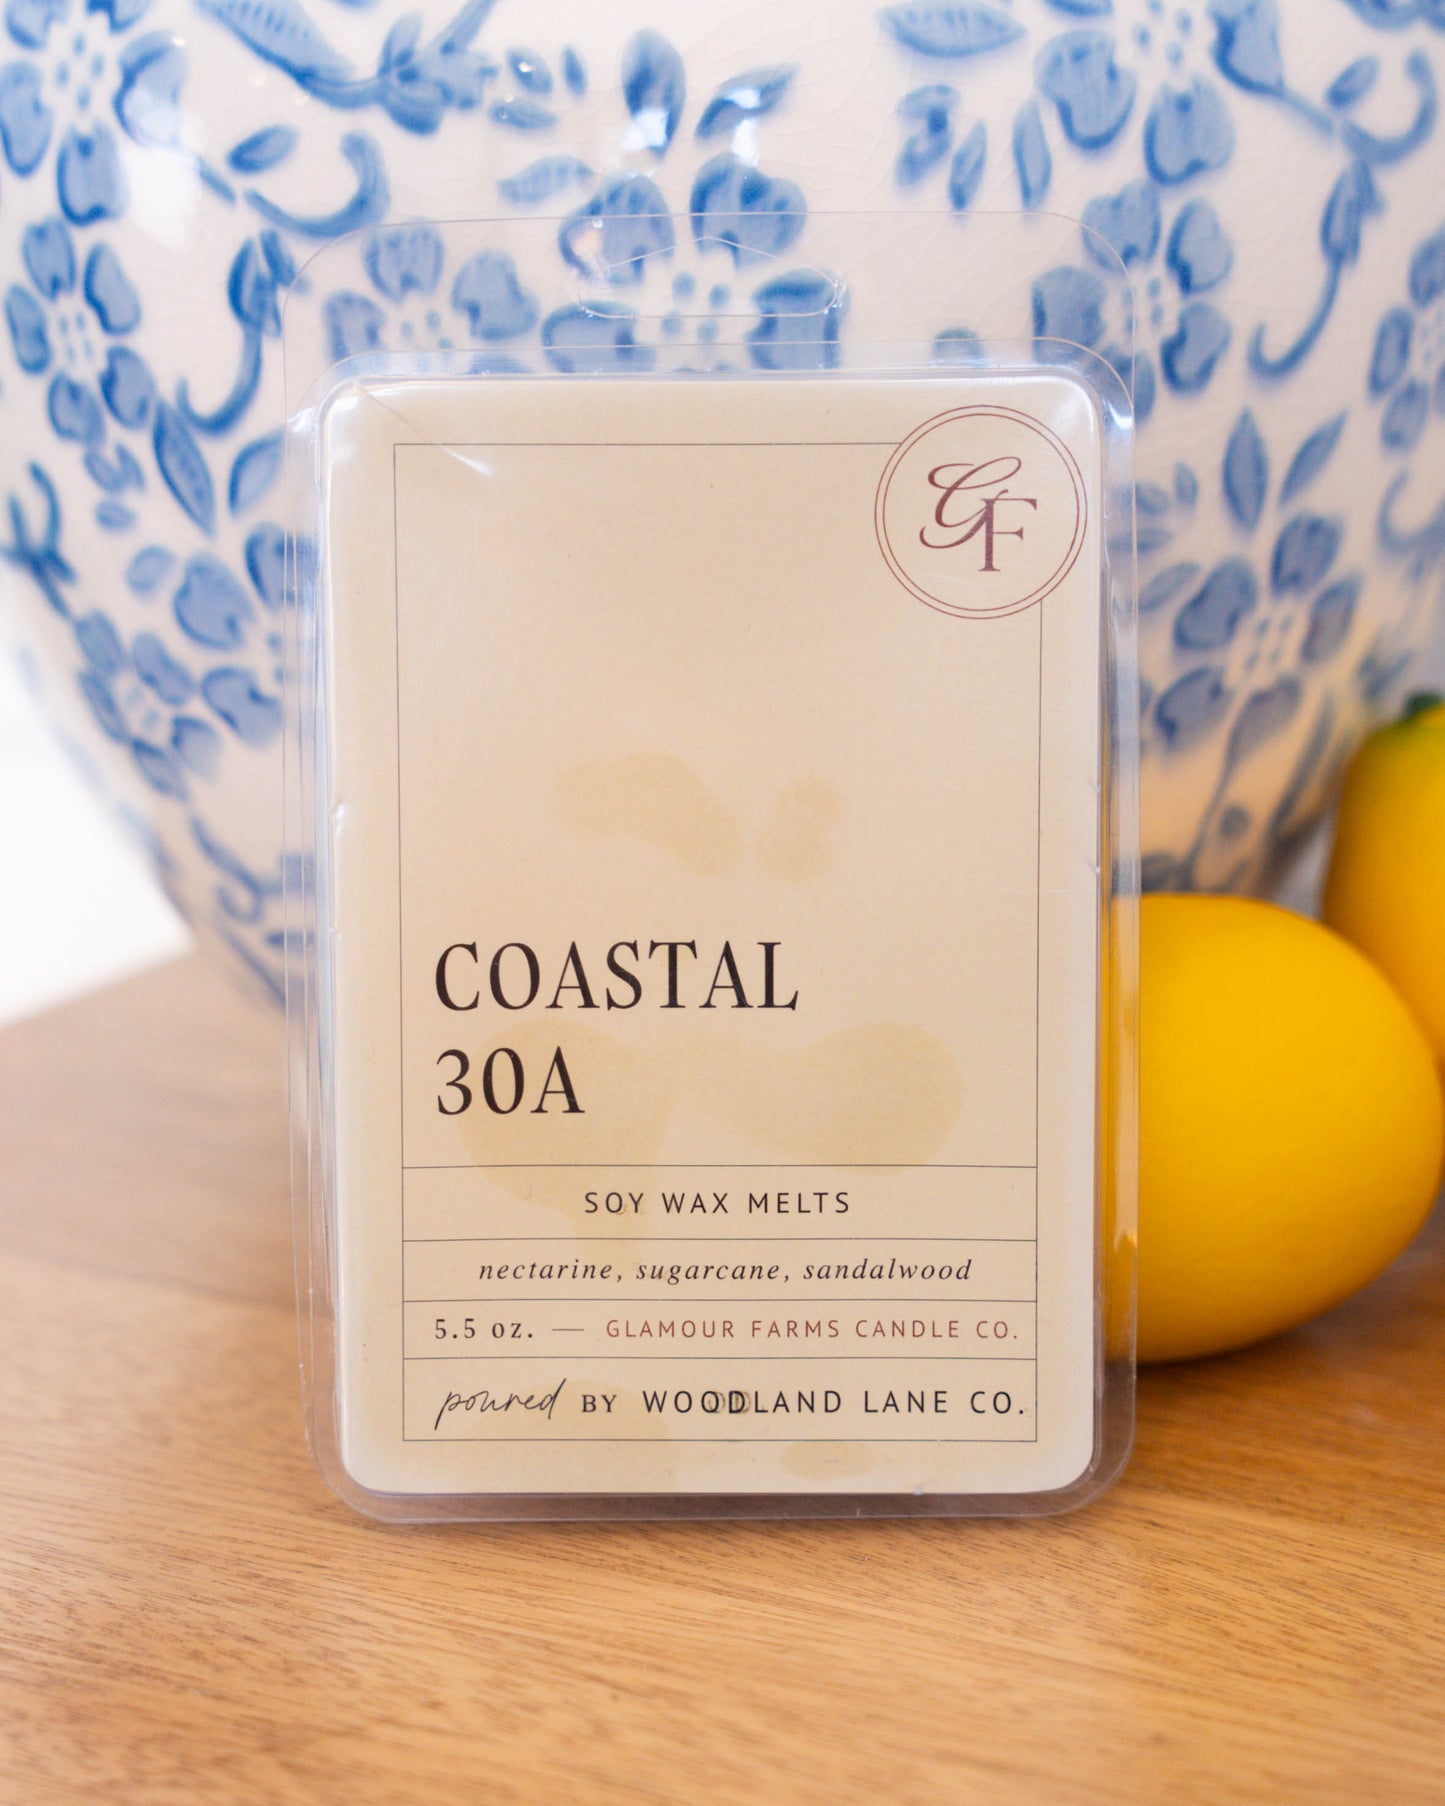 GF
COASTAL
30A
SOY WAX MELTS
nectarine, sugarcane, sandalwood
5.5 oz. — GLAMOUR FARMS CANDLE CO.
poured BY WOODLAND LANE CO.